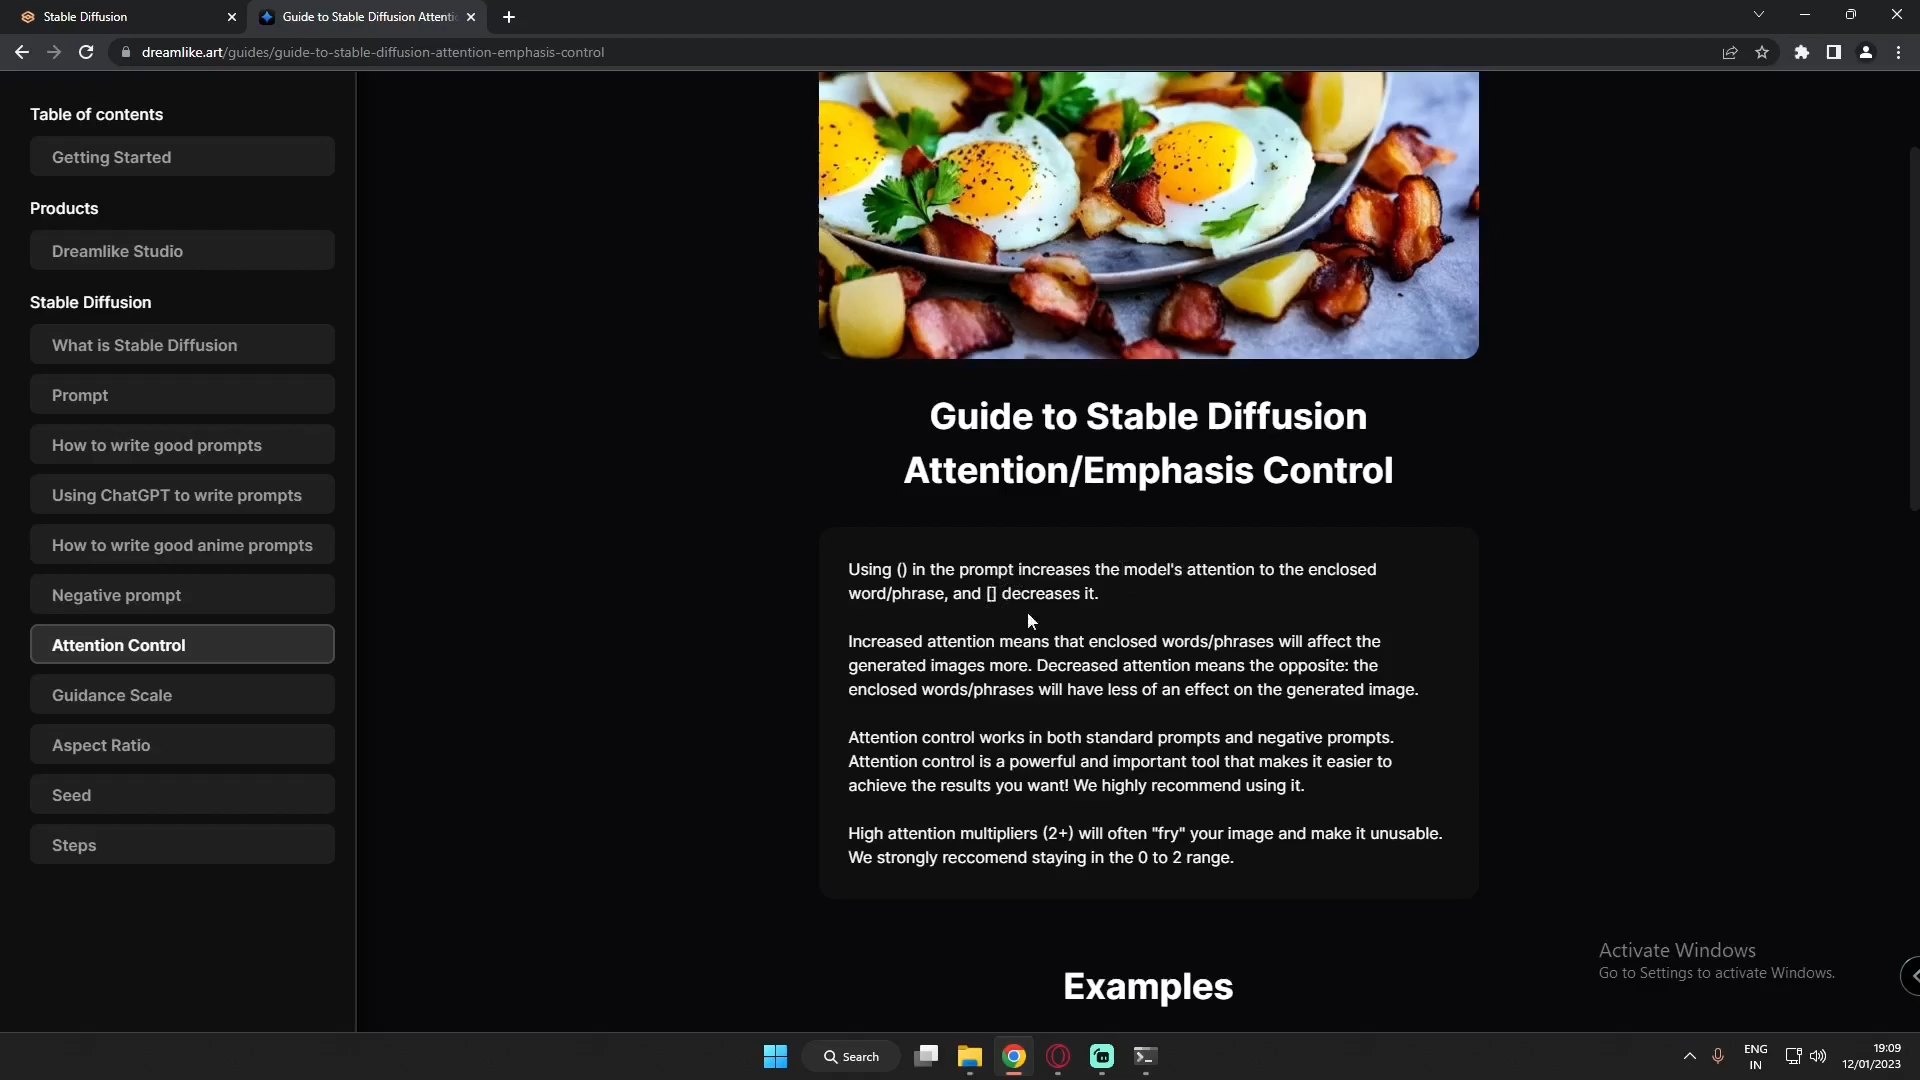 Stable Diffusion
Guide to Stable Diffusion Attenti
dreamlike.art/guides/guide-to-stable-diffusion-attention-emphasis-control
Table of contents
Getting Started
Products
Dreamlike Studio
Stable Diffusion
What is Stable Diffusion
Prompt
How to write good prompts
Using ChatGPT to write prompts
How to write good anime prompts
Negative prompt
Attention Control
Guidance Scale
Aspect Ratio
Seed
Steps
Guide to Stable Diffusion
Attention/Emphasis Control
Using () in the prompt increases the model's attention to the enclosed
word/phrase, and [] decreases it.
Increased attention means that enclosed words/phrases will affect the
generated images more. Decreased attention means the opposite: the
enclosed words/phrases will have less of an effect on the generated image.
Attention control works in both standard prompts and negative prompts.
Attention control is a powerful and important tool that makes it easier to
achieve the results you want! We highly recommend using it.
High attention multipliers (2+) will often "fry" your image and make it unusable.
We strongly reccomend staying in the 0 to 2 range.
Examples
Activate Windows
Go to Settings to activate Windows.
Search
ENG
IN
19:09
12/01/2023